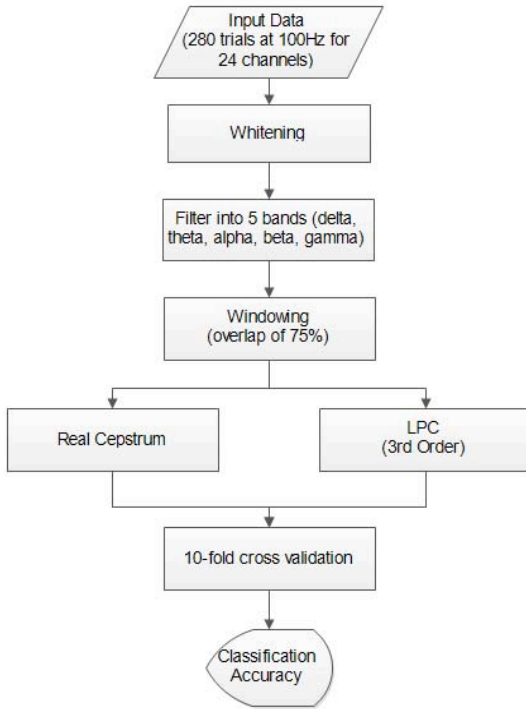 Input Data
(280 trials at 100Hz for
24 channels)
Whitening
Filter into 5 bands (delta,
theta, alpha, beta, gamma)
Windowing
(overlap of 75%)
Real Cepstrum
LPC
(3rd Order)
10-fold cross validation
Classification
Accuracy